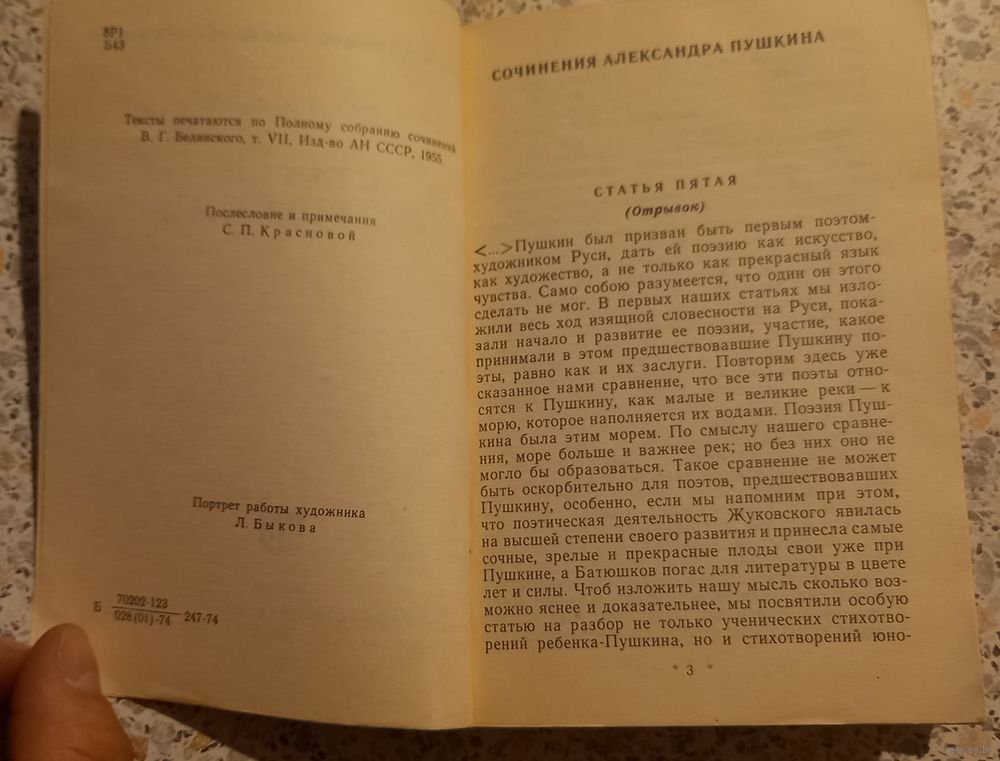 8Р1
Б43
Тексты печатаются по Полному собранию сочинений
В. Г. Белинского, т. VII, Изд-во АН СССР, 1955.
Послесловие и примечания
С. П. Красновой
Портрет работы художника
Л. Быкова
Б 70202-123
028(01)-74 247-74
СОЧИНЕНИЯ АЛЕКСАНДРА ПУШКИНА
СТАТЬЯ ПЯТАЯ
(Отрывок)
<...>Пушкин был призван быть первым поэтом-
художником Руси, дать ей поэзию как искусство,
как художество, а не только как прекрасный язык
чувства. Само собою разумеется, что один он этого
сделать не мог. В первых наших статьях мы изло-
жили весь ход изящной словесности на Руси, пока-
зали начало и развитие ее поэзии, участие, какое
принимали в этом предшествовавшие Пушкину по-
эты, равно как и их заслуги. Повторим здесь уже
сказанное нами сравнение, что все эти поэты отно-
сятся к Пушкину, как малые и великие реки — к
морю, которое наполняется их водами. Поэзия Пуш-
кина была этим морем. По смыслу нашего сравне-
ния, море больше и важнее рек; но без них оно не
могло бы образоваться. Такое сравнение не может
быть оскорбительно для поэтов, предшествовавших
Пушкину, особенно, если мы напомним при этом,
что поэтическая деятельность Жуковского явилась
на высшей степени своего развития и принесла самые
сочные, зрелые и прекрасные плоды свои уже при
Пушкине, а Батюшков погас для литературы в цвете
лет и силы. Чтоб изложить нашу мысль сколько воз-
можно яснее и доказательнее, мы посвятили особую
статью на разбор не только ученических стихотво-
рений ребенка-Пушкина, но и стихотворений юно-
* 3 *
www.ay.by